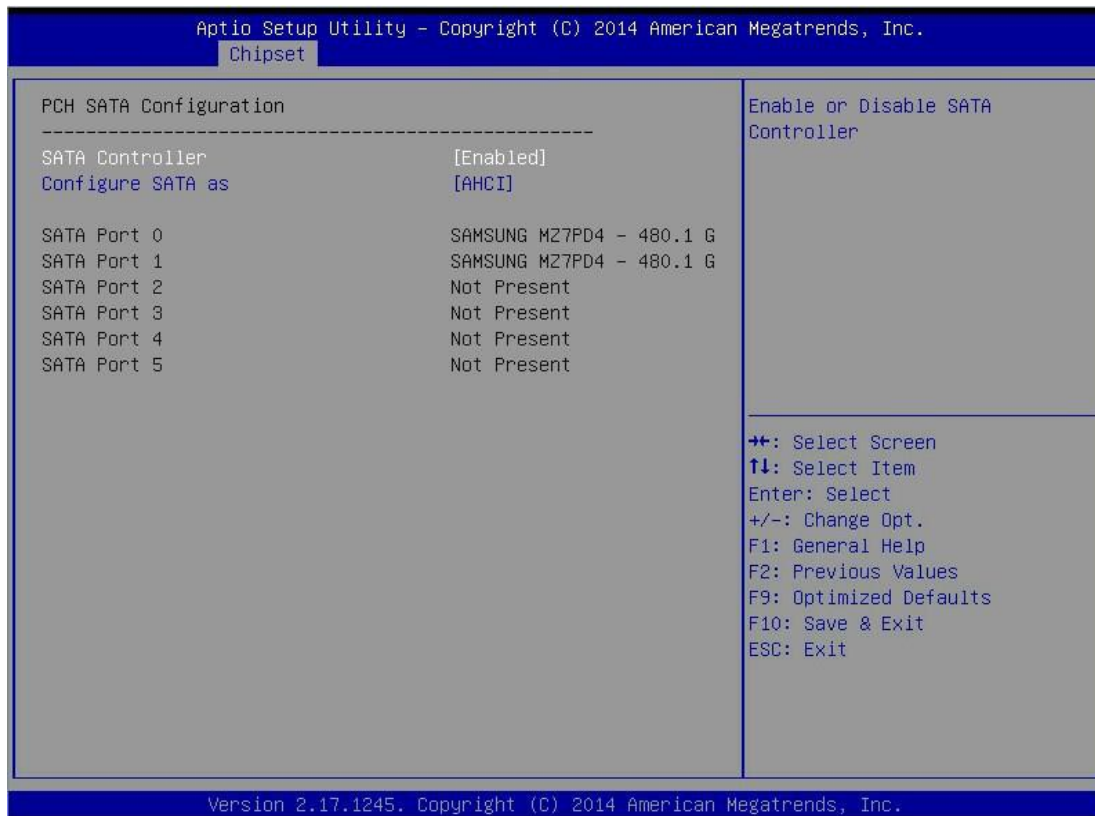 Aptio Setup Utility – Copyright (C) 2014 American Megatrends, Inc.
Chipset
PCH SATA Configuration
--------------------------------------------------
SATA Controller [Enabled]
Configure SATA as [AHCI]
SATA Port 0 SAMSUNG MZ7PD4 – 480.1 G
SATA Port 1 SAMSUNG MZ7PD4 – 480.1 G
SATA Port 2 Not Present
SATA Port 3 Not Present
SATA Port 4 Not Present
SATA Port 5 Not Present
Enable or Disable SATA
Controller
→←: Select Screen
↑↓: Select Item
Enter: Select
+/-: Change Opt.
F1: General Help
F2: Previous Values
F9: Optimized Defaults
F10: Save & Exit
ESC: Exit
Version 2.17.1245. Copyright (C) 2014 American Megatrends, Inc.